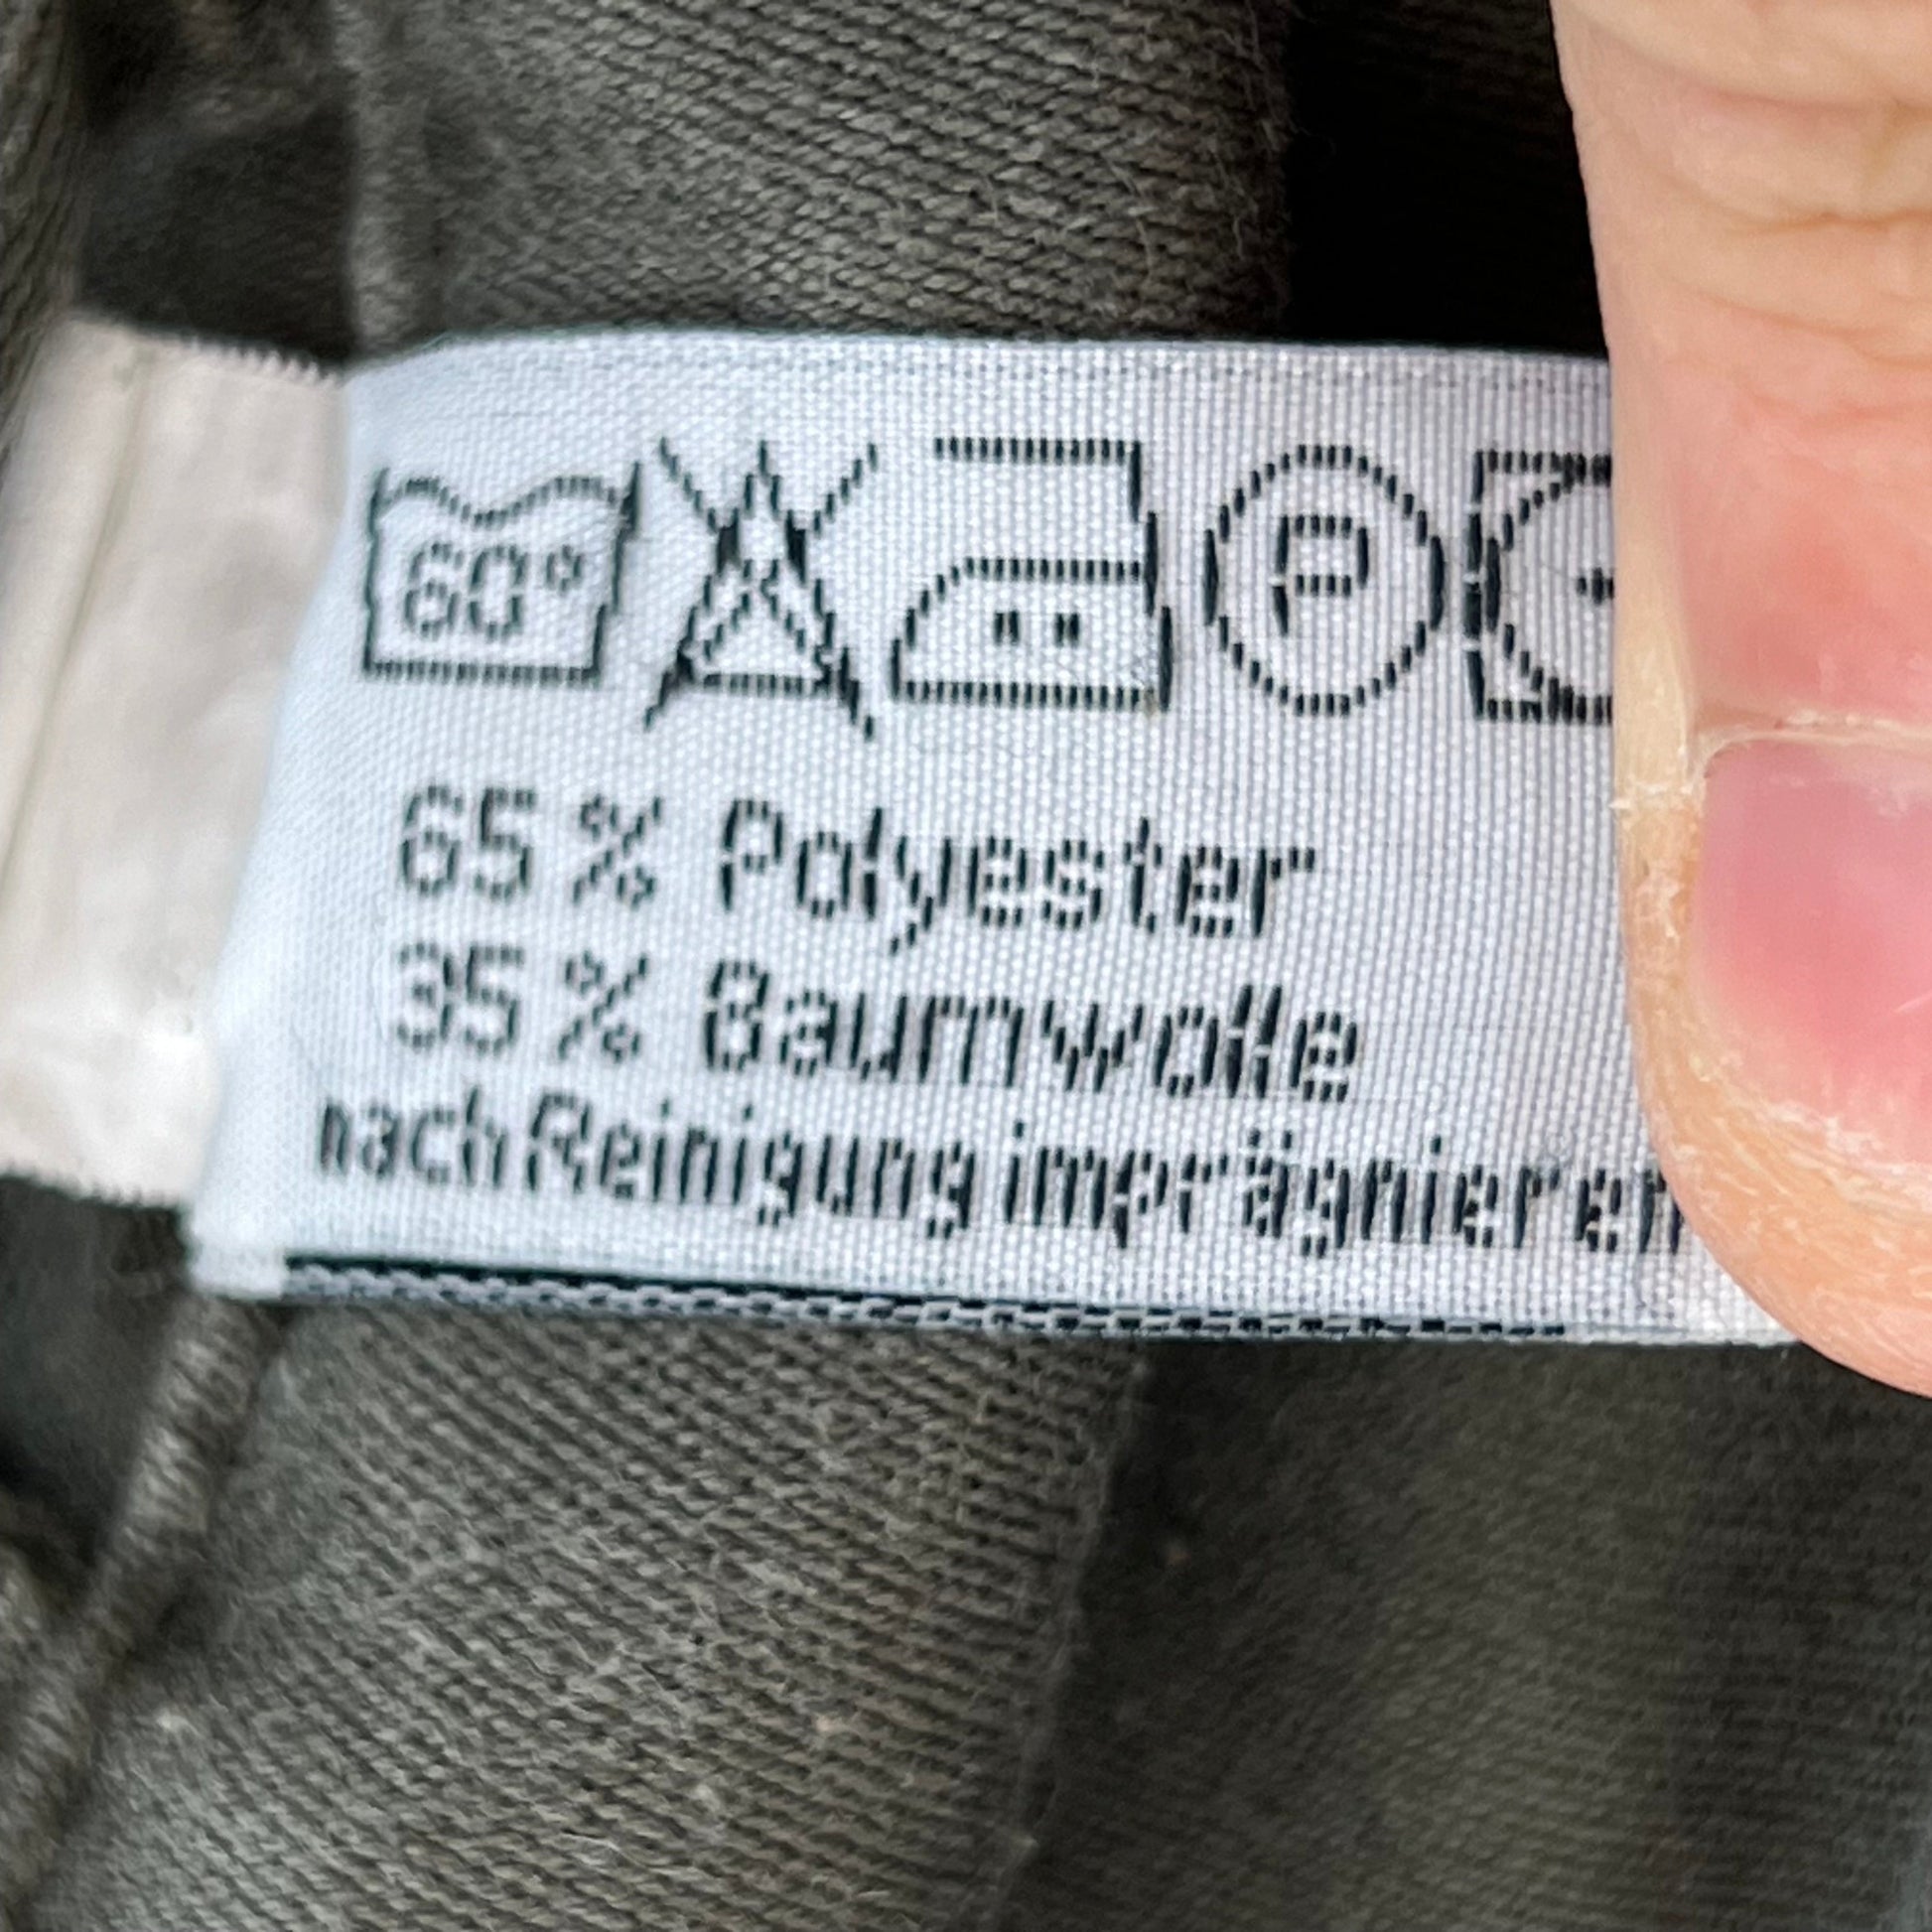 60°
P
65 % Polyester
35 % Baumwolle
nach Reinigung imprägnieren